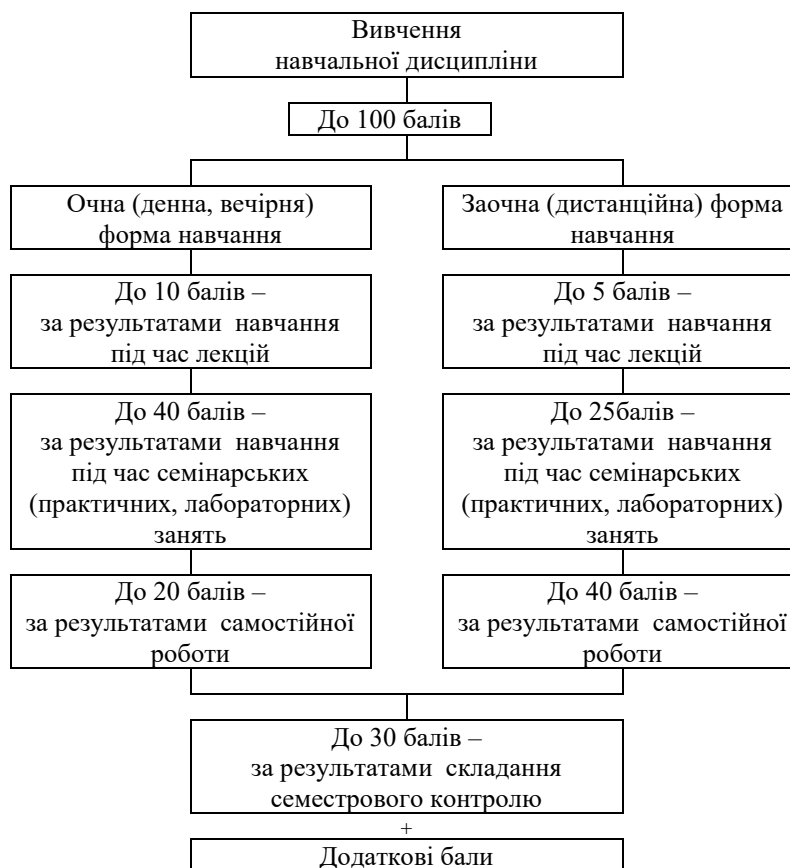 Вивчення
навчальної дисципліни
До 100 балів
Очна (денна, вечірня)
форма навчання
Заочна (дистанційна) форма
навчання
До 10 балів –
за результатами навчання
під час лекцій
До 5 балів –
за результатами навчання
під час лекцій
До 40 балів –
за результатами навчання
під час семінарських
(практичних, лабораторних)
занять
До 25балів –
за результатами навчання
під час семінарських
(практичних, лабораторних)
занять
До 20 балів –
за результатами самостійної
роботи
До 40 балів –
за результатами самостійної
роботи
До 30 балів –
за результатами складання
семестрового контролю
+
Додаткові бали